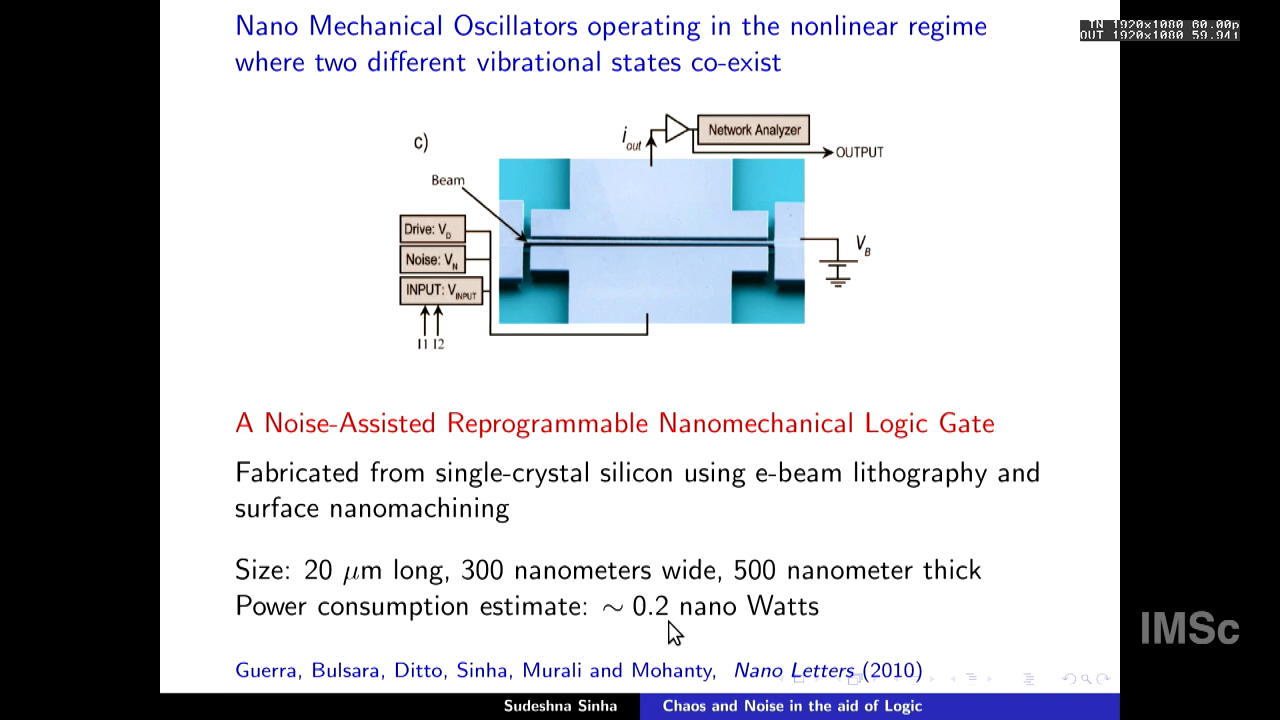 Nano Mechanical Oscillators operating in the nonlinear regime
where two different vibrational states co-exist
IN 1920x1080 60.00p
OUT 1920x1080 59.94i
c)
i out
Network Analyzer
OUTPUT
Beam
Drive: V_D
Noise: V_N
INPUT: V_INPUT
I1 I2
V_B
A Noise-Assisted Reprogrammable Nanomechanical Logic Gate
Fabricated from single-crystal silicon using e-beam lithography and
surface nanomachining
Size: 20 μm long, 300 nanometers wide, 500 nanometer thick
Power consumption estimate: ∼ 0.2 nano Watts
IMSc
Guerra, Bulsara, Ditto, Sinha, Murali and Mohanty, Nano Letters (2010)
Sudeshna Sinha
Chaos and Noise in the aid of Logic